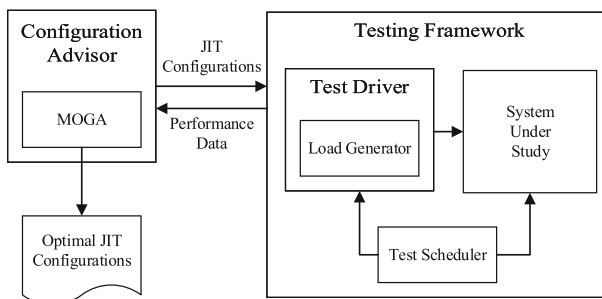 Configuration
Advisor
MOGA
Optimal JIT
Configurations
JIT
Configurations
Performance
Data
Testing Framework
Test Driver
Load Generator
System
Under
Study
Test Scheduler